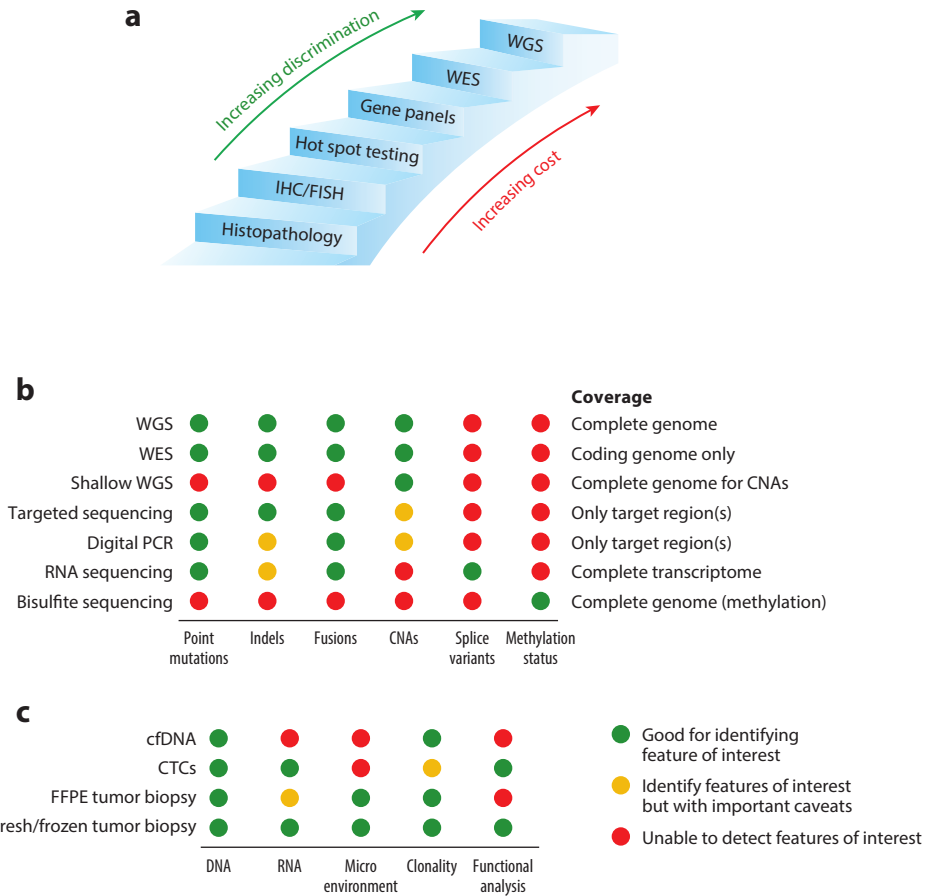 a
Increasing discrimination
WGS
WES
Gene panels
Hot spot testing
IHC/FISH
Histopathology
Increasing cost
b
Coverage
WGS
Complete genome
WES
Coding genome only
Shallow WGS
Complete genome for CNAs
Targeted sequencing
Only target region(s)
Digital PCR
Only target region(s)
RNA sequencing
Complete transcriptome
Bisulfite sequencing
Complete genome (methylation)
Point
mutations
Indels
Fusions
CNAs
Splice
variants
Methylation
status
c
cfDNA
CTCs
FFPE tumor biopsy
resh/frozen tumor biopsy
DNA
RNA
Micro
environment
Clonality
Functional
analysis
Good for identifying
feature of interest
Identify features of interest
but with important caveats
Unable to detect features of interest